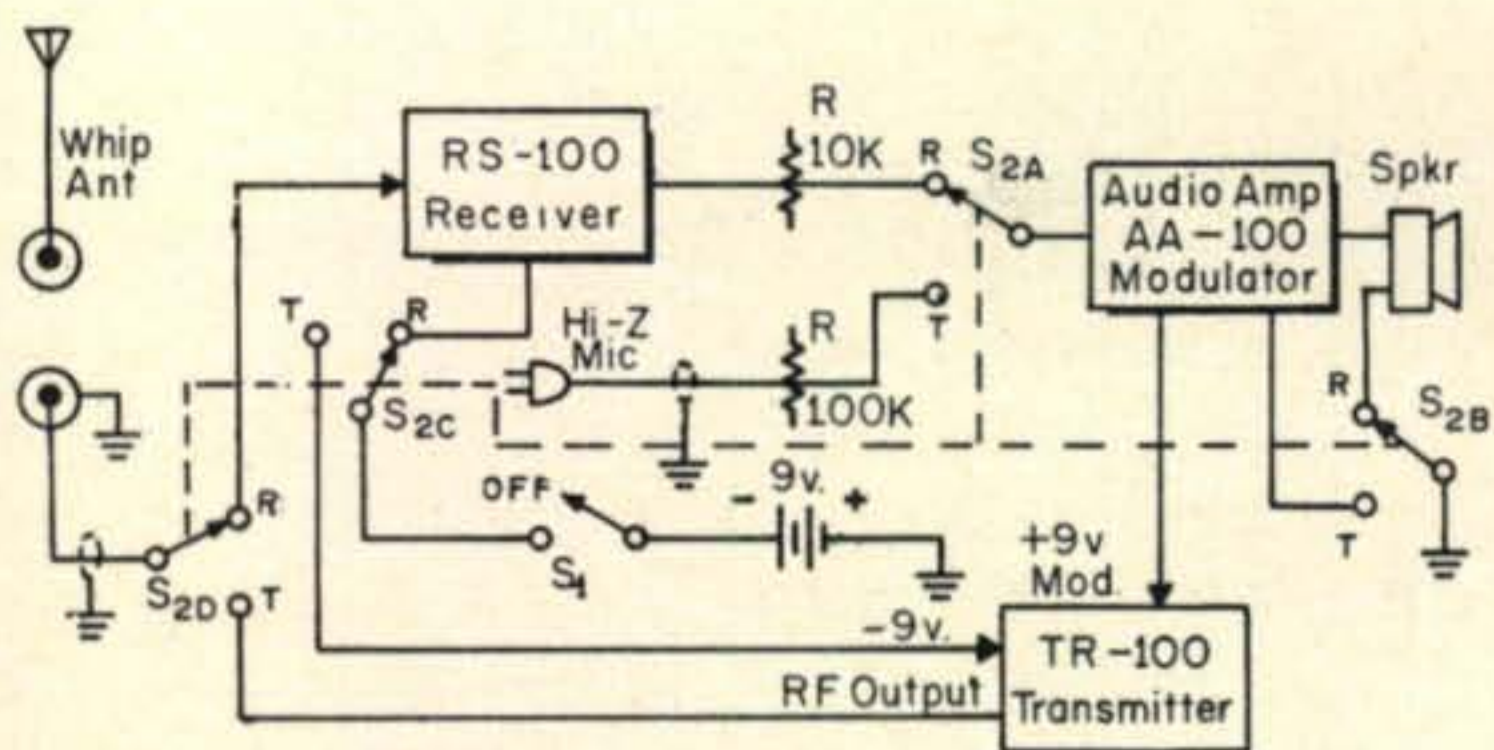 Whip
Ant
RS-100
Receiver
R
10K
R
S2A
Audio Amp
AA-100
Modulator
Spkr
T
R
Hi-Z
Mic
R
100K
T
S2C
R
S2B
OFF
- 9v. +
S1
T
R
S2D
T
+9v
Mod.
-9v.
RF Output
TR-100
Transmitter